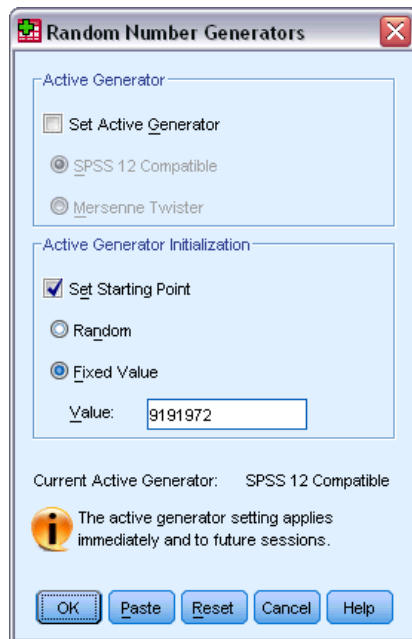 Random Number Generators
Active Generator
Set Active Generator
SPSS 12 Compatible
Mersenne Twister
Active Generator Initialization
Set Starting Point
Random
Fixed Value
Value: 9191972
Current Active Generator: SPSS 12 Compatible
The active generator setting applies
immediately and to future sessions.
OK Paste Reset Cancel Help